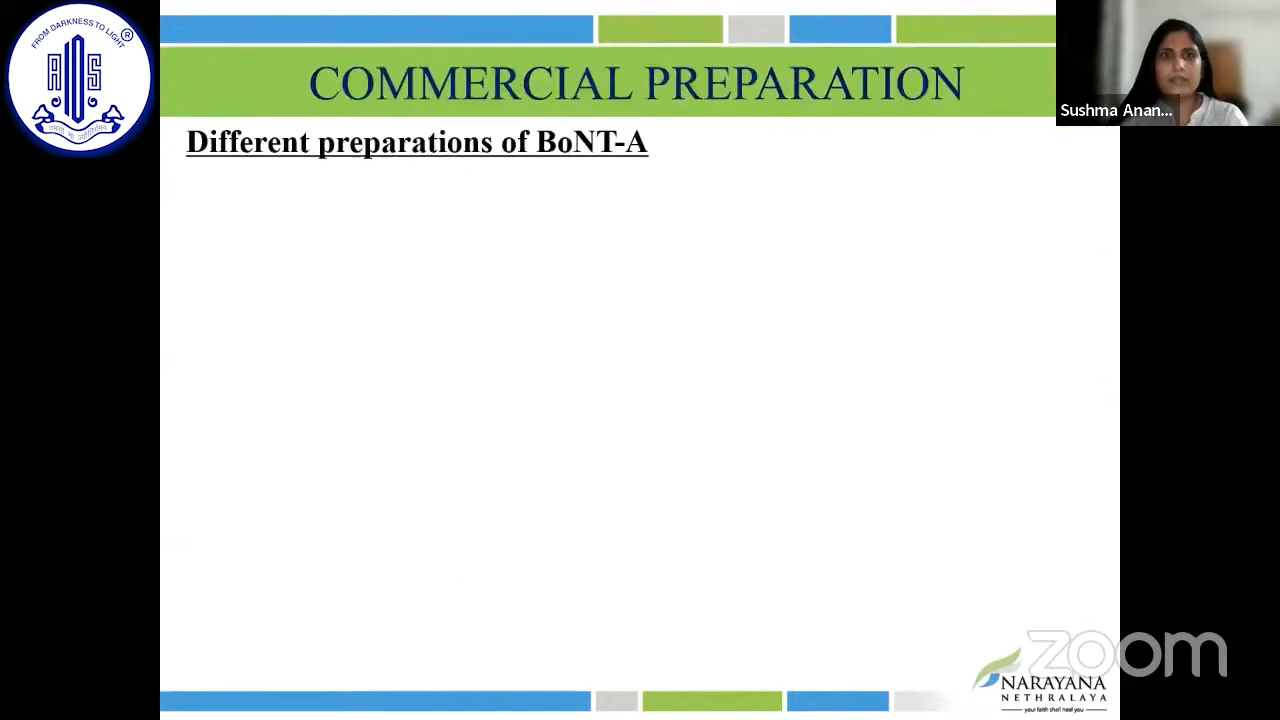 FROM DARKNESS TO LIGHT
®
AIOS
COMMERCIAL PREPARATION
Sushma Anan...
Different preparations of BoNT-A
zoom
NARAYANA
NETHRALAYA
your faith shall heal you